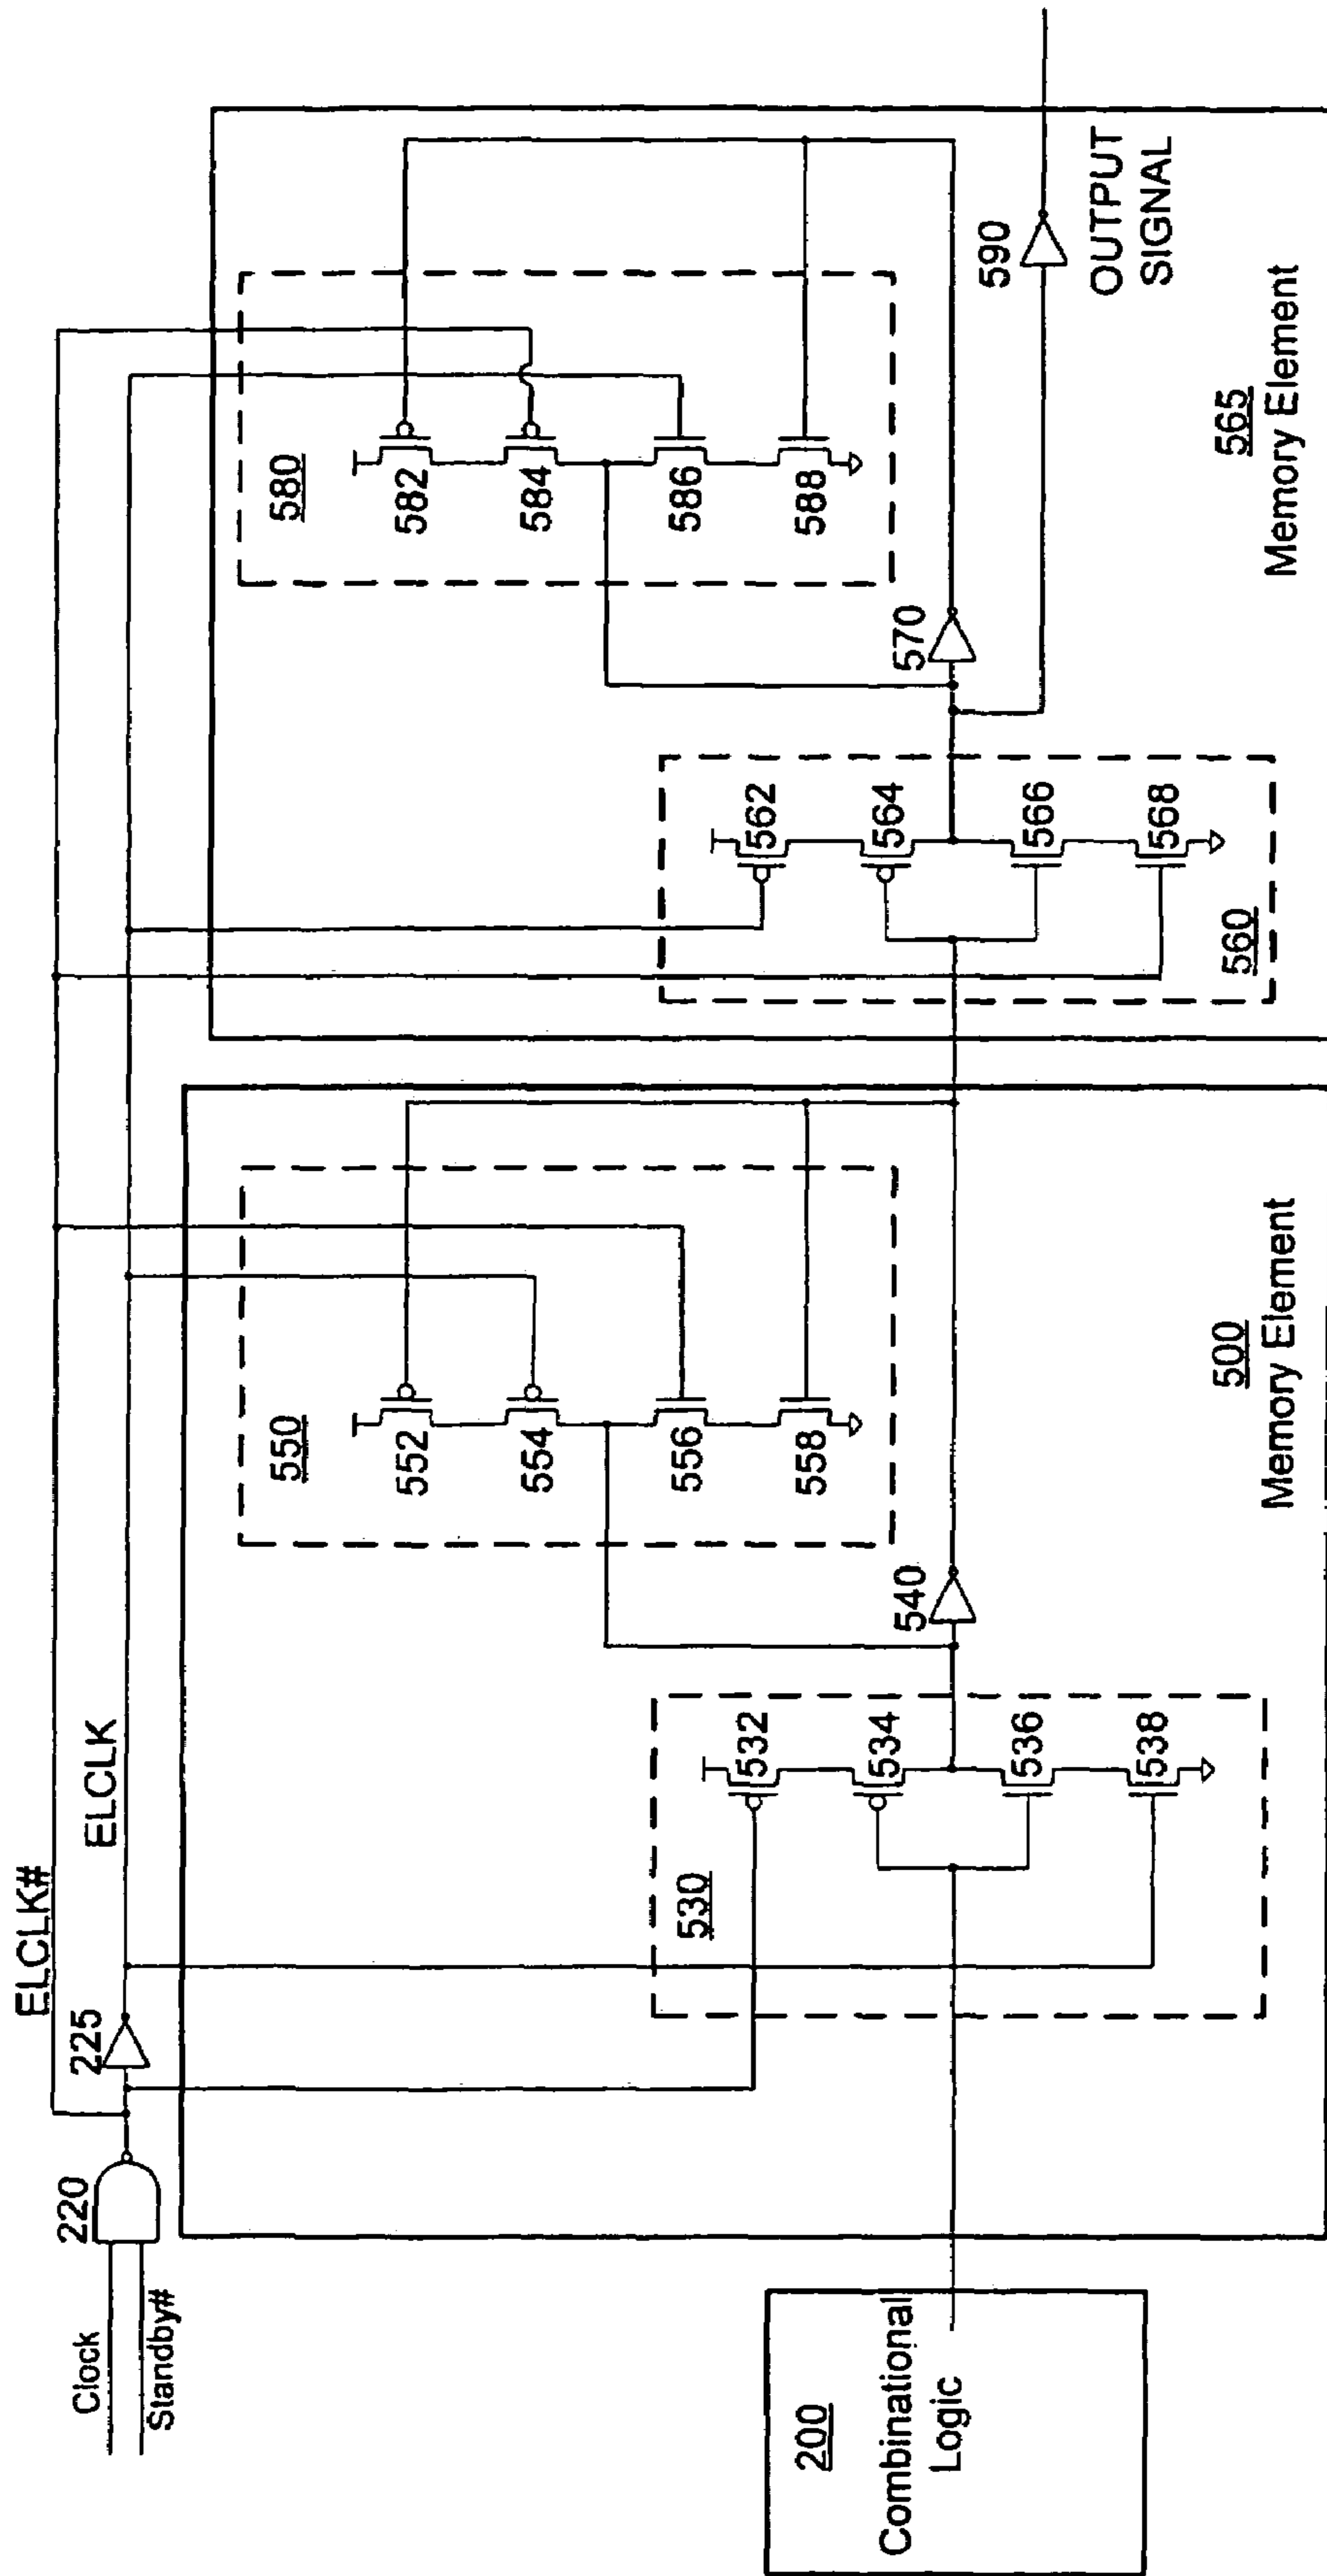 ELCLK#
220
225
ELCLK
Clock
Standby#
550
552
554
556
558
580
582
584
586
588
530
532
534
536
538
540
560
562
564
566
568
570
590
OUTPUT
SIGNAL
200
Combinational
Logic
500
Memory Element
565
Memory Element